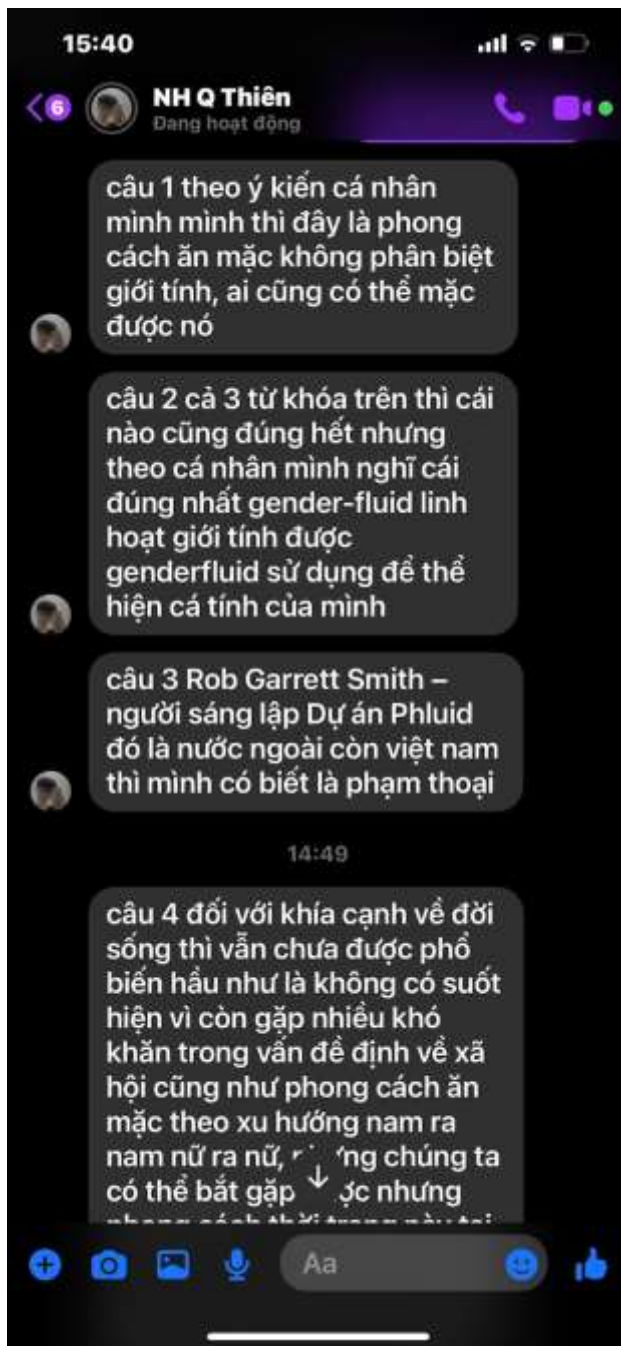 15:40
6
NH Q Thiên
Đang hoạt động
câu 1 theo ý kiến cá nhân
mình mình thì đây là phong
cách ăn mặc không phân biệt
giới tính, ai cũng có thể mặc
được nó
câu 2 cả 3 từ khóa trên thì cái
nào cũng đúng hết nhưng
theo cá nhân mình nghĩ cái
đúng nhất gender-fluid linh
hoạt giới tính được
genderfluid sử dụng để thể
hiện cá tính của mình
câu 3 Rob Garrett Smith –
người sáng lập Dự án Phluid
đó là nước ngoài còn việt nam
thì mình có biết là phạm thoại
14:49
câu 4 đối với khía cạnh về đời
sống thì vẫn chưa được phổ
biến hầu như là không có suốt
hiện vì còn gặp nhiều khó
khăn trong vấn đề định về xã
hội cũng như phong cách ăn
mặc theo xu hướng nam ra
nam nữ ra nữ, chúng ta
có thể bắt gặp nhưng
Aa